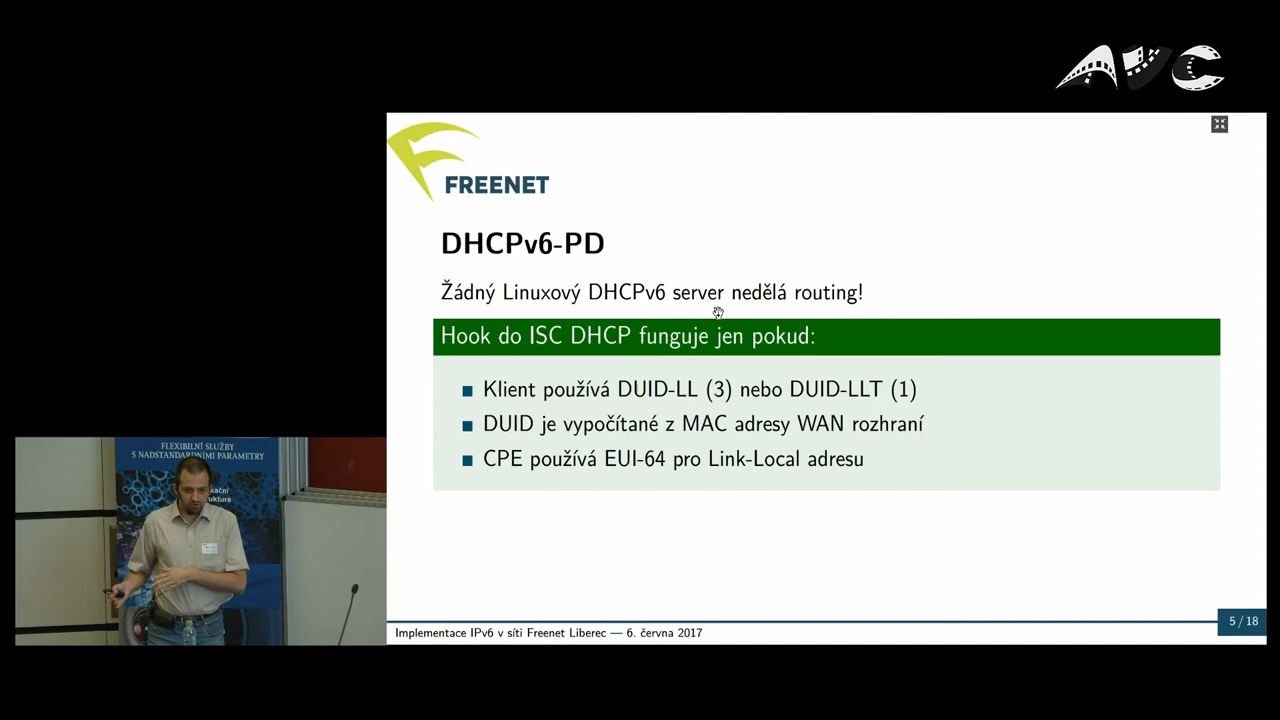 AVC
FREENET
DHCPv6-PD
Žádný Linuxový DHCPv6 server nedělá routing!
Hook do ISC DHCP funguje jen pokud:
Klient používá DUID-LL (3) nebo DUID-LLT (1)
DUID je vypočítané z MAC adresy WAN rozhraní
CPE používá EUI-64 pro Link-Local adresu
Implementace IPv6 v síti Freenet Liberec — 6. června 2017
5 / 18
FLEXIBILNÍ SLUŽBY
S NADSTANDARDNÍMI PARAMETRY